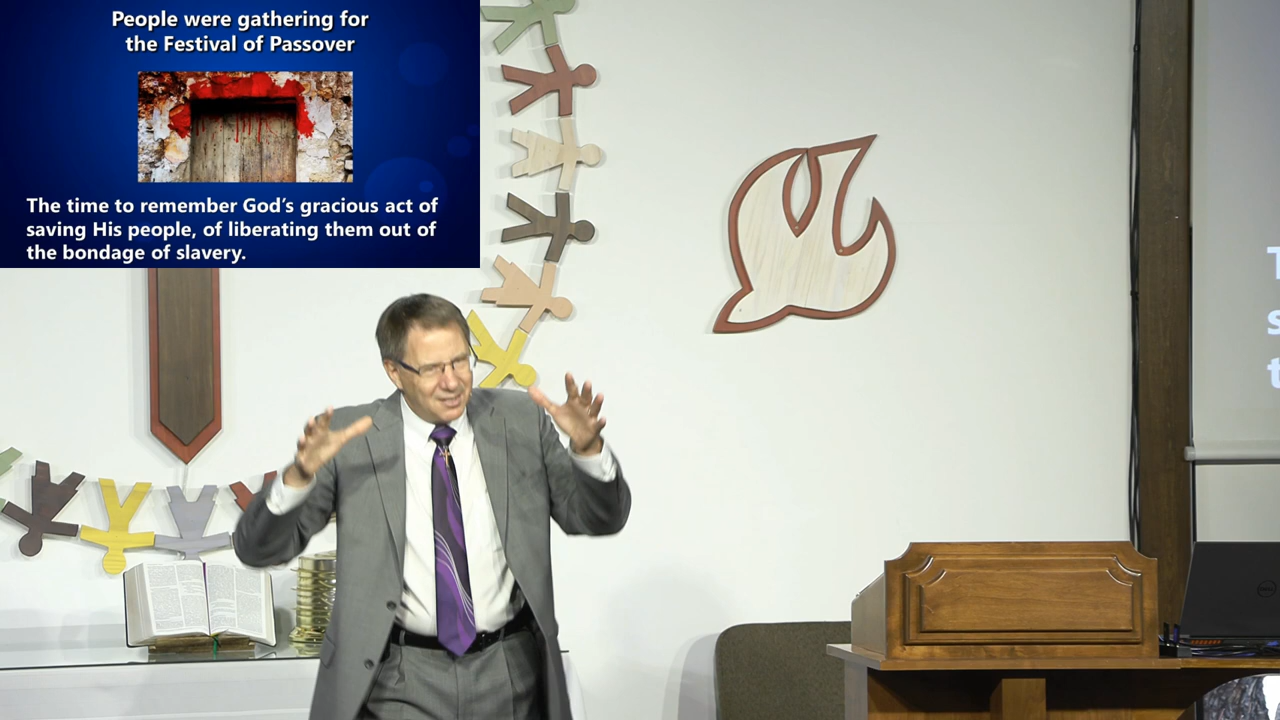 People were gathering for
the Festival of Passover
The time to remember God's gracious act of
saving His people, of liberating them out of
the bondage of slavery.